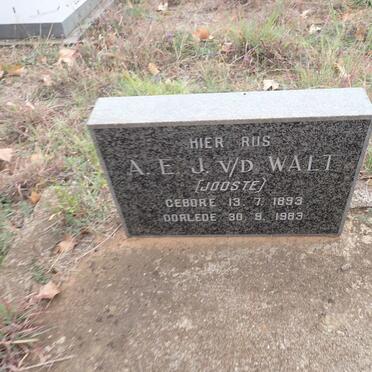 HIER RUS
A. E. J. V/D WALT
(JOOSTE)
GEBORE 13. 7. 1893
OORLEDE 30. 9. 1983